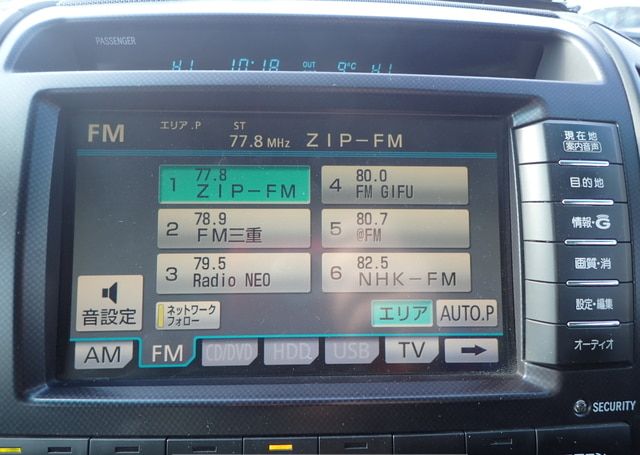 PASSENGER
10:18 OUT 9°C
FM エリア.P ST 77.8 MHz ZIP-FM
1 77.8 ZIP-FM
4 80.0 FM GIFU
2 78.9 FM三重
5 80.7 @FM
3 79.5 Radio NEO
6 82.5 NHK-FM
音設定
ネットワーク
フォロー
エリア
AUTO.P
AM FM CD/DVD HDD USB TV
現在地
案内音声
目的地
情報・G
画質・消
設定・編集
オーディオ
SECURITY